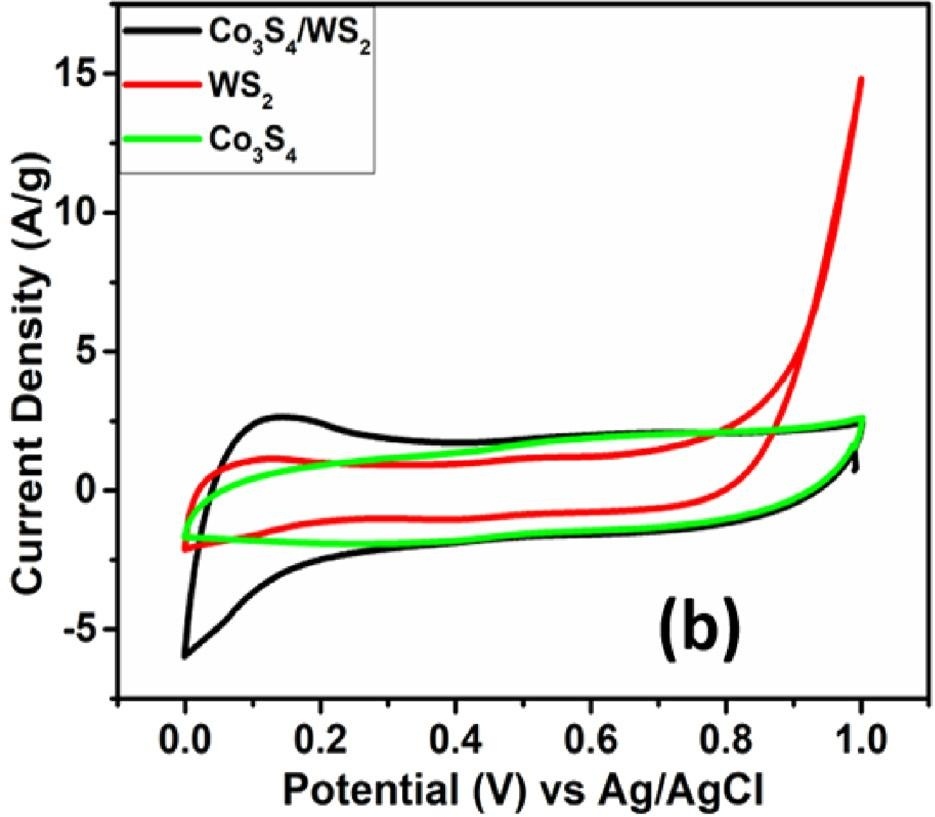 Co₃S₄/WS₂
WS₂
Co₃S₄
Current Density (A/g)
15
10
5
0
-5
(b)
0.0 0.2 0.4 0.6 0.8 1.0
Potential (V) vs Ag/AgCl